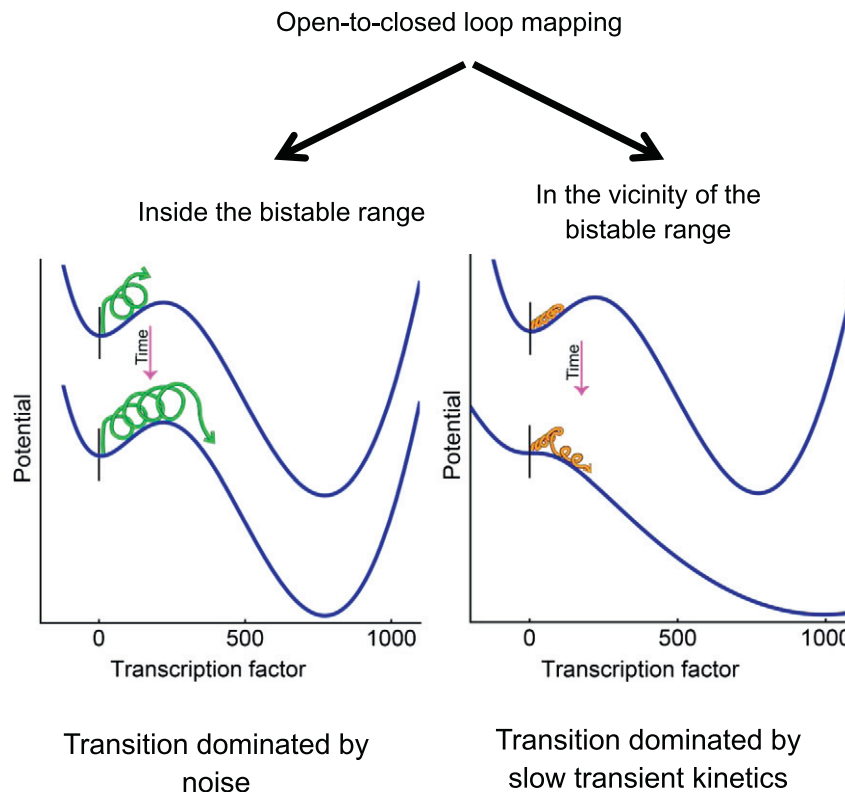 Open-to-closed loop mapping
Inside the bistable range
In the vicinity of the
bistable range
Potential
Time
0
500
1000
Transcription factor
Potential
Time
0
500
1000
Transcription factor
Transition dominated by
noise
Transition dominated by
slow transient kinetics